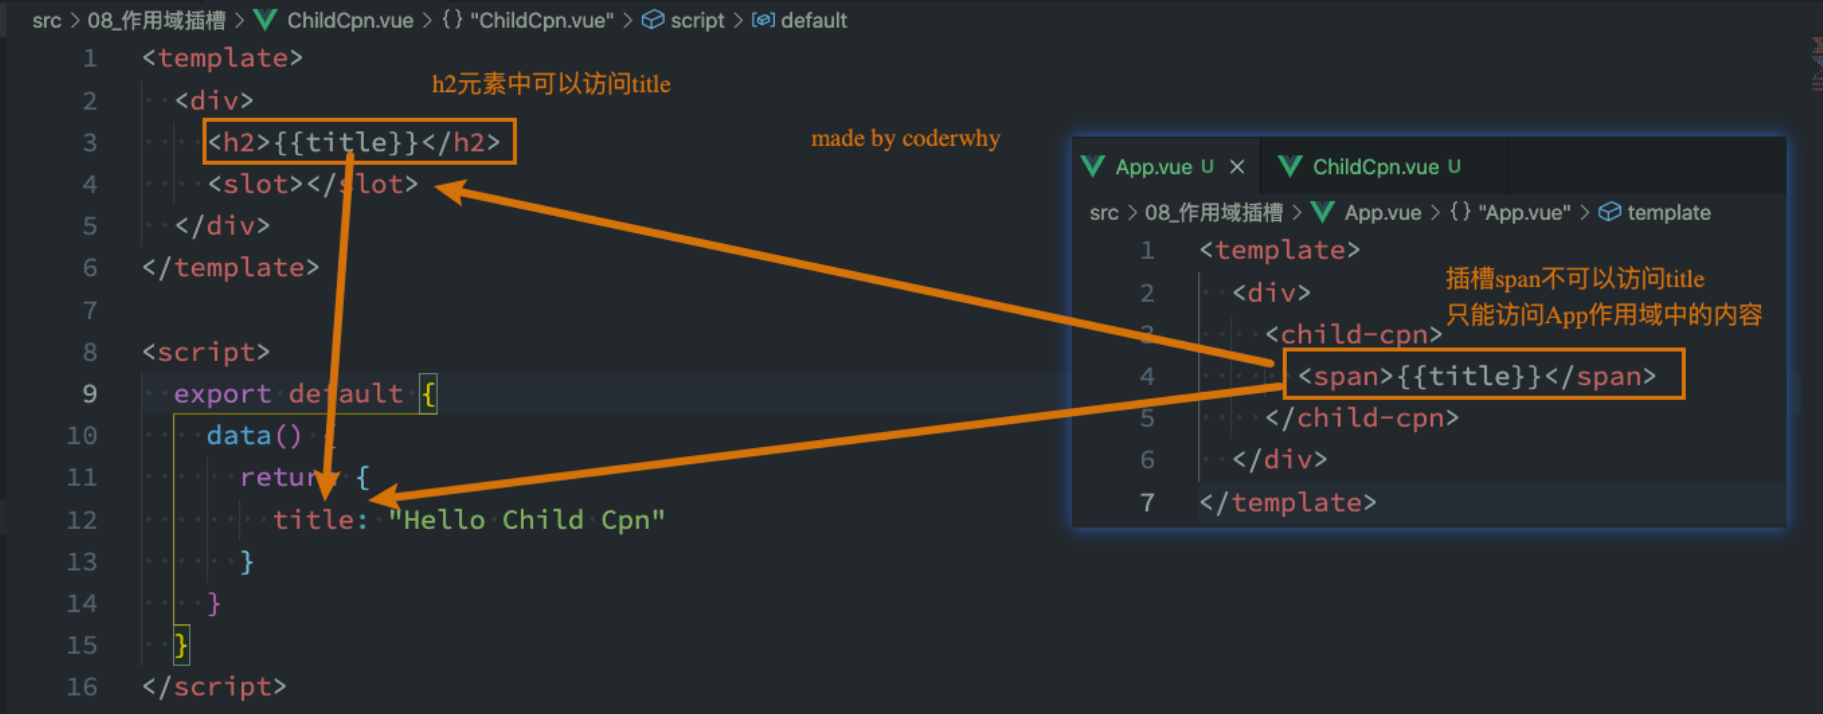 src > 08_作用域插槽 > ChildCpn.vue > {} "ChildCpn.vue" > script > default
1 <template>
h2元素中可以访问title
2 <div>
3 <h2>{{title}}</h2>
made by coderwhy
4 <slot></slot>
5 </div>
6 </template>
7
8 <script>
9 export default {
10 data() {
11 return {
12 title: "Hello Child Cpn"
13 }
14 }
15 }
16 </script>
App.vue U × ChildCpn.vue U
src > 08_作用域插槽 > App.vue > {} "App.vue" > template
1 <template>
插槽span不可以访问title
2 <div>
只能访问App作用域中的内容
3 <child-cpn>
4 <span>{{title}}</span>
5 </child-cpn>
6 </div>
7 </template>